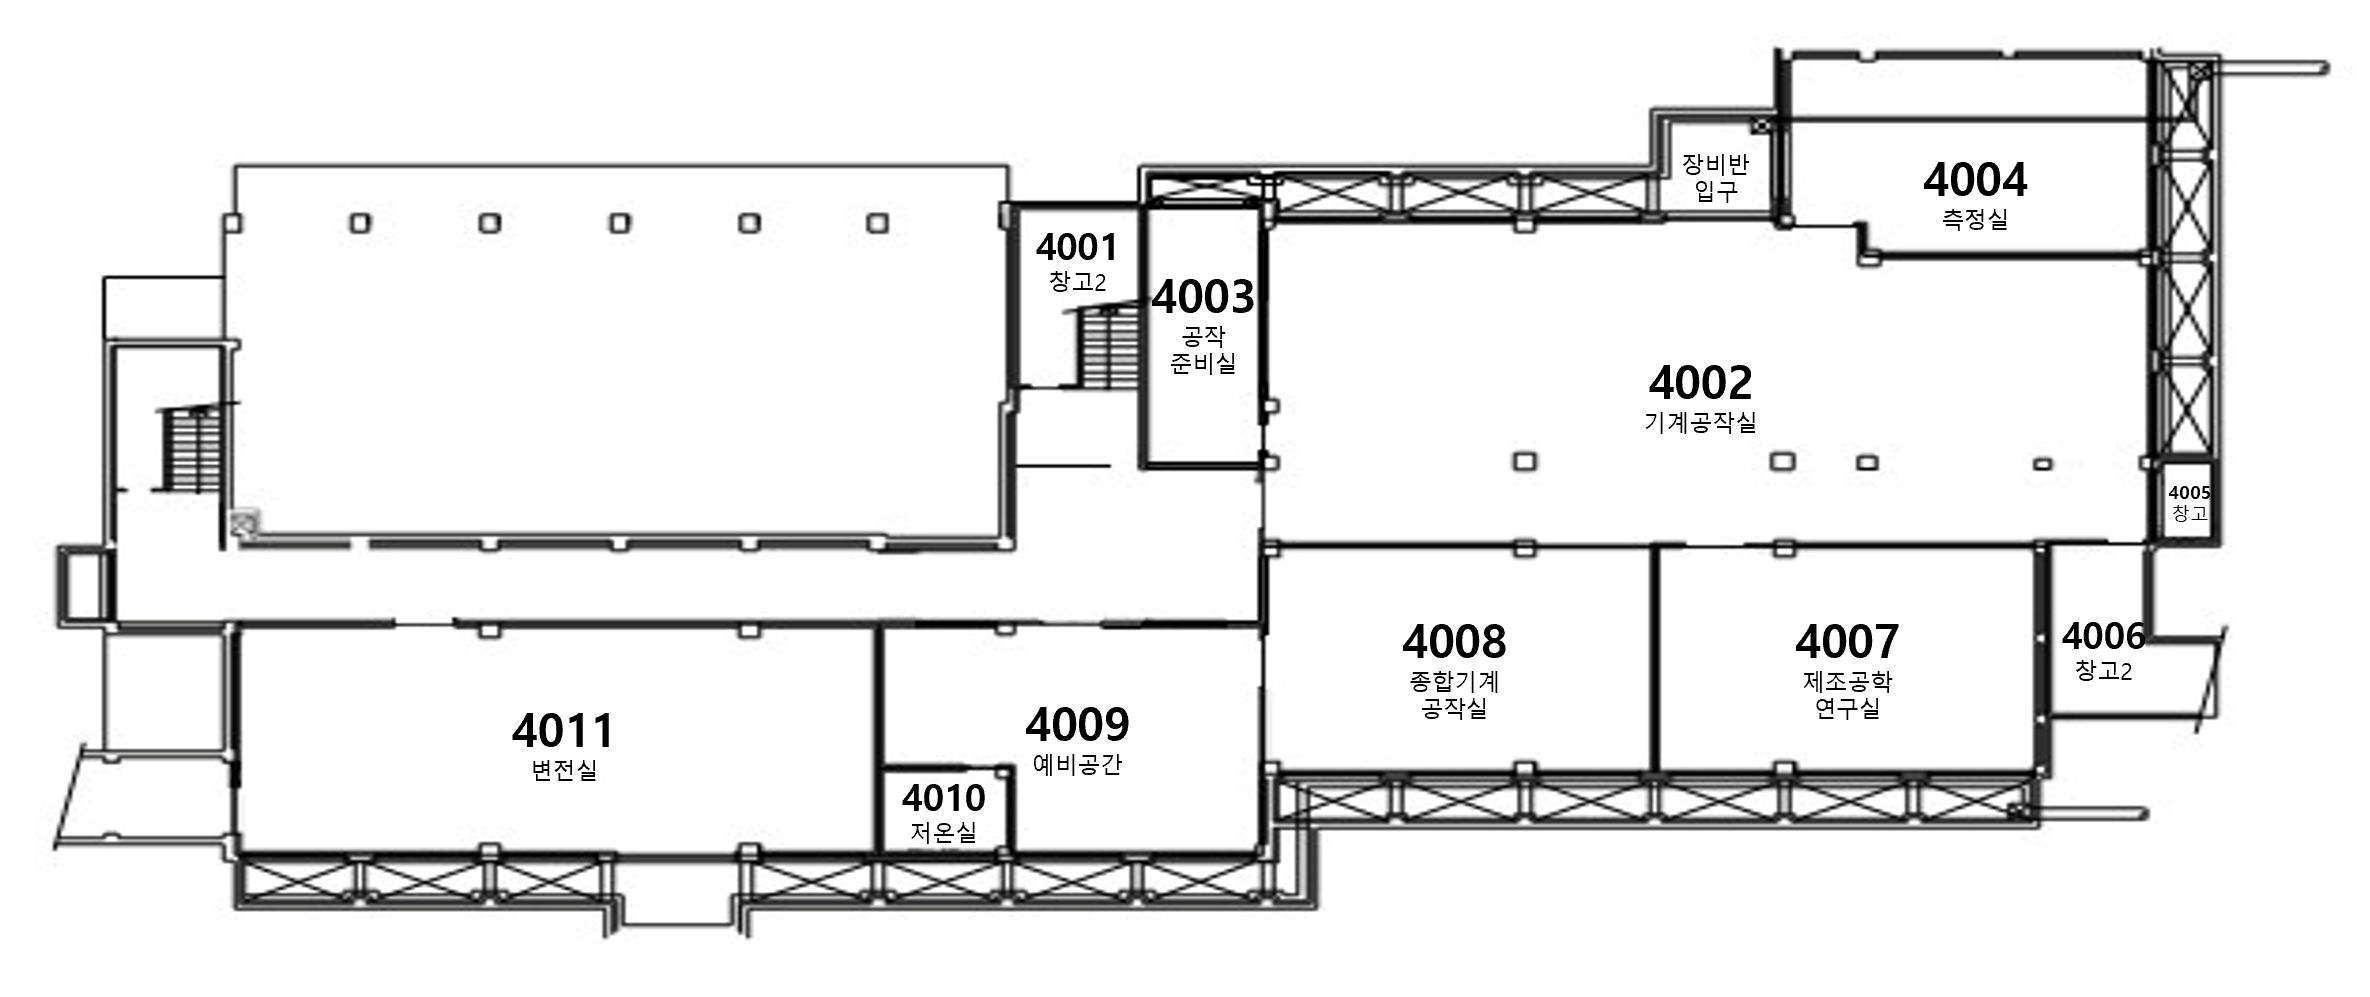 장비반
입구
4004
측정실
4001
창고2
4003
공작
준비실
4002
기계공작실
4005
창고
4008
종합기계
공작실
4007
제조공학
연구실
4006
창고2
4011
변전실
4009
예비공간
4010
저온실